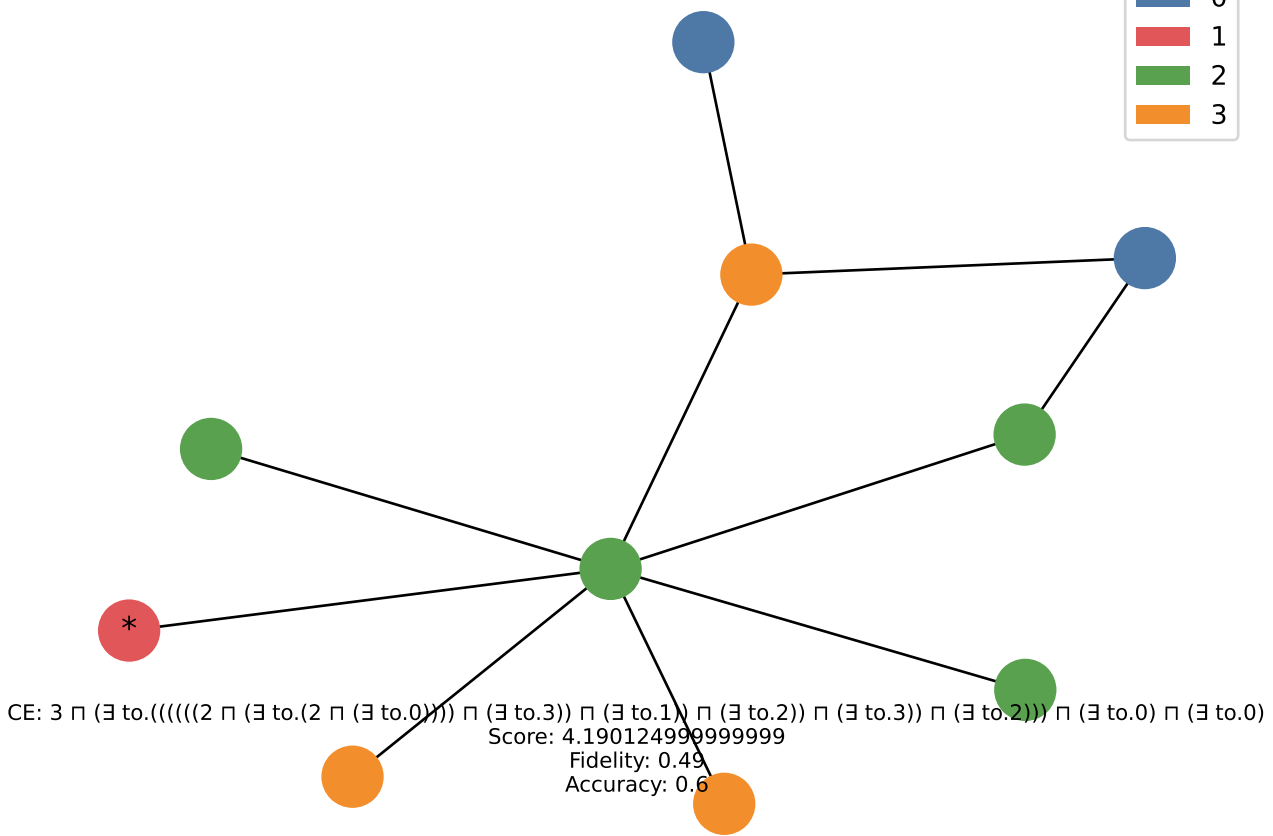 1
2
3
*
CE: 3 ⊓ (∃ to.((((((2 ⊓ (∃ to.(2 ⊓ (∃ to.0)))) ⊓ (∃ to.3)) ⊓ (∃ to.1)) ⊓ (∃ to.2)) ⊓ (∃ to.3)) ⊓ (∃ to.2))) ⊓ (∃ to.0) ⊓ (∃ to.0)
Score: 4.190124999999999
Fidelity: 0.49
Accuracy: 0.6